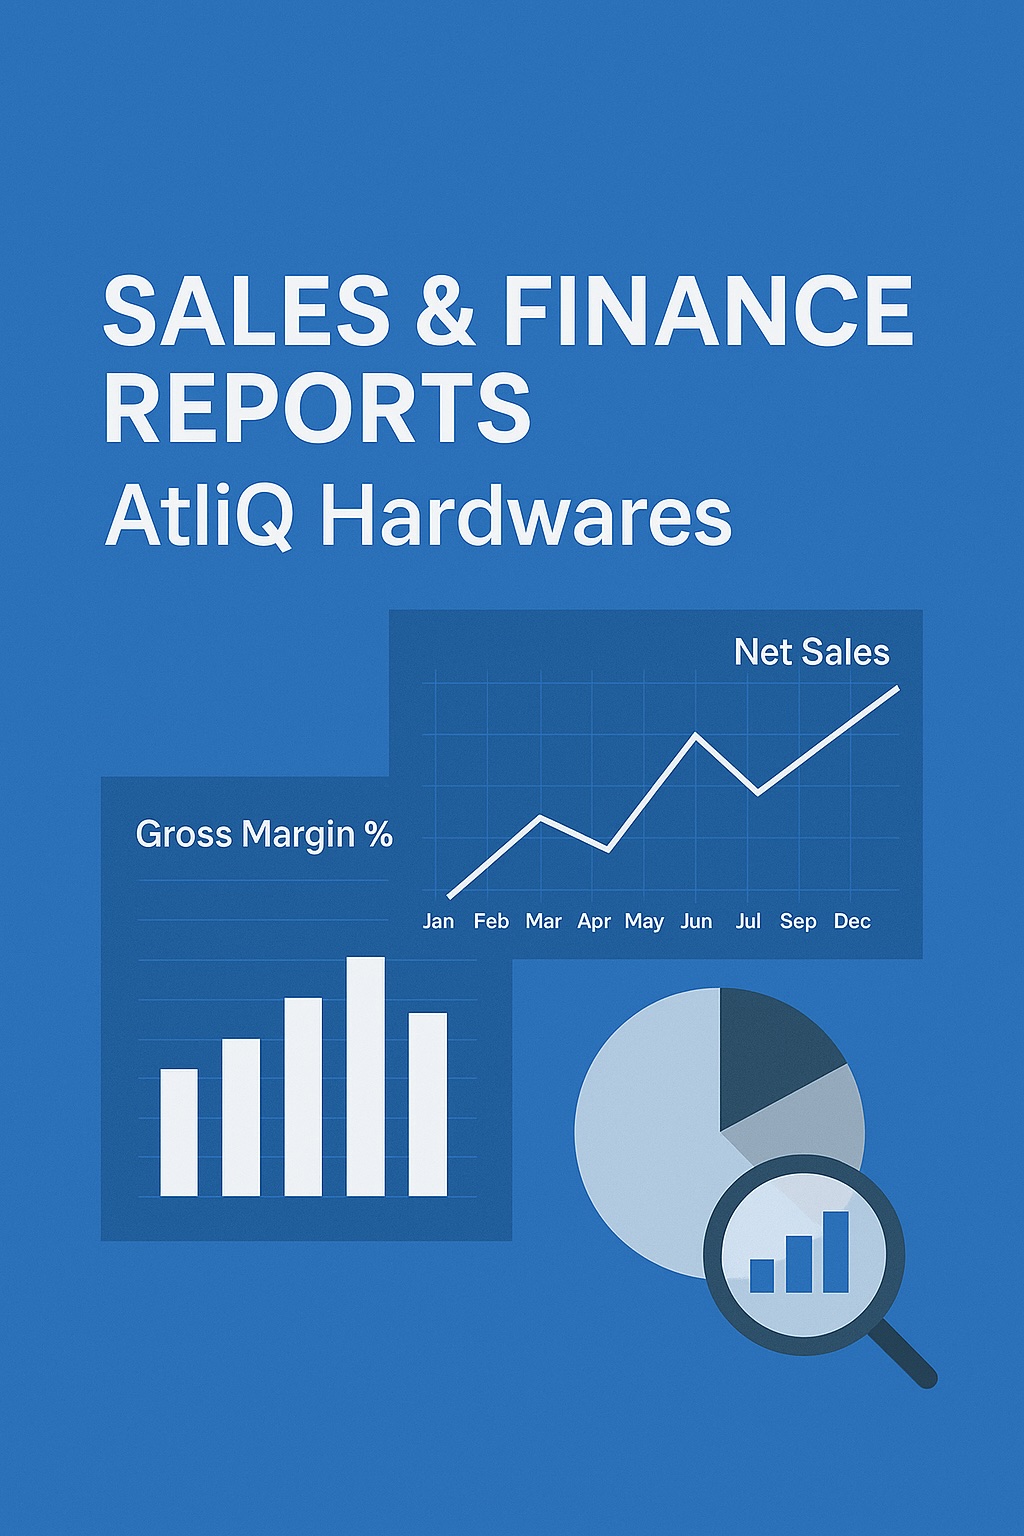 SALES & FINANCE
REPORTS
AtliQ Hardwares
Net Sales
Gross Margin %
Jan Feb Mar Apr May Jun Jul Sep Dec